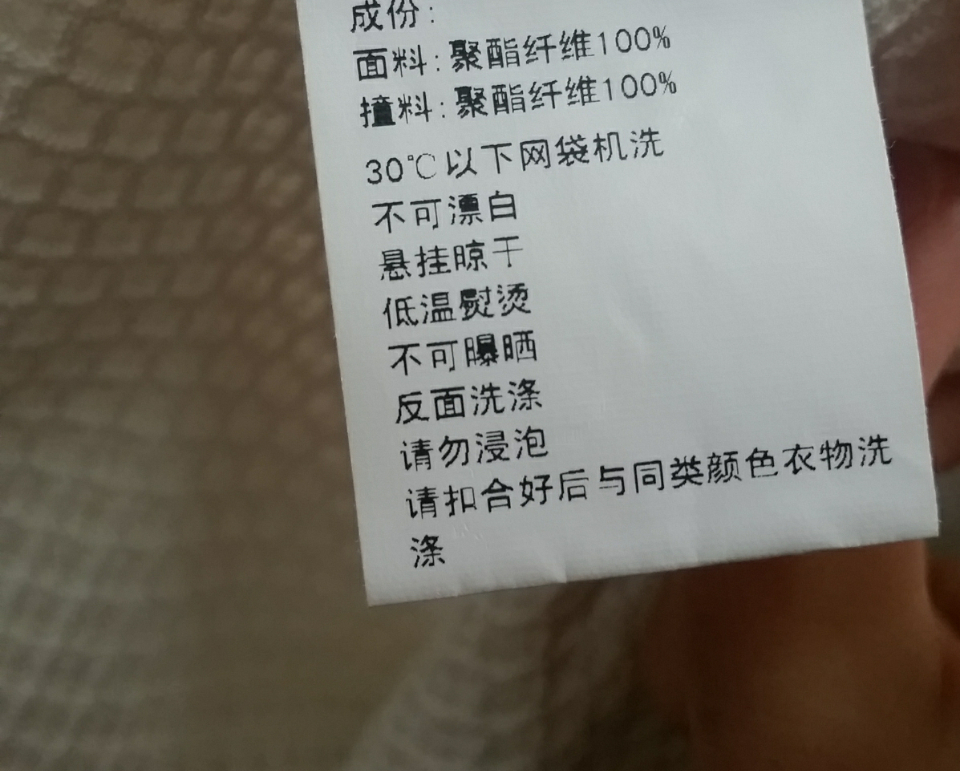 成份:
面料:聚酯纤维100%
撞料:聚酯纤维100%
30℃以下网袋机洗
不可漂白
悬挂晾干
低温熨烫
不可曝晒
反面洗涤
请勿浸泡
请扣合好后与同类颜色衣物洗
涤